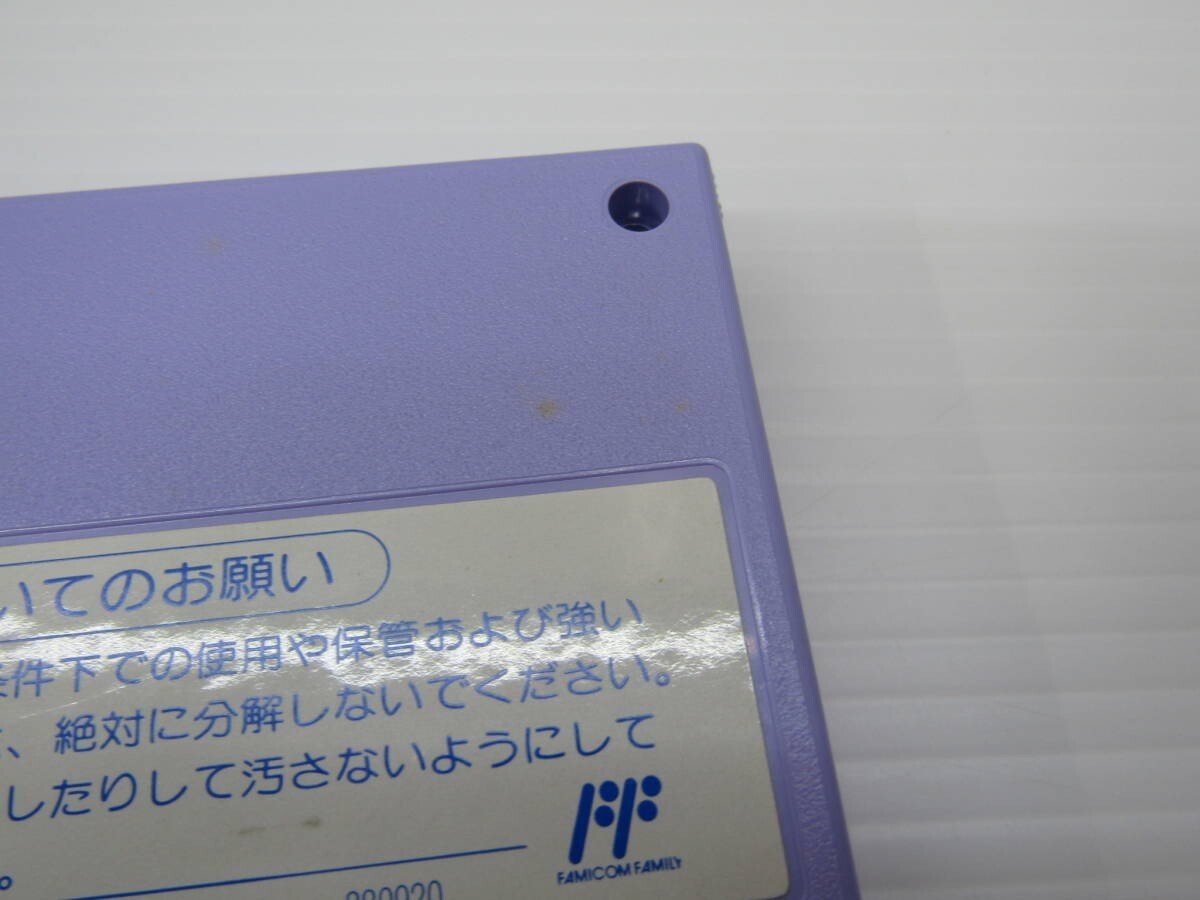 いてのお願い
条件下での使用や保管および強い
、絶対に分解しないでください。
したりして汚さないようにして
。
FAMICOM FAMILY